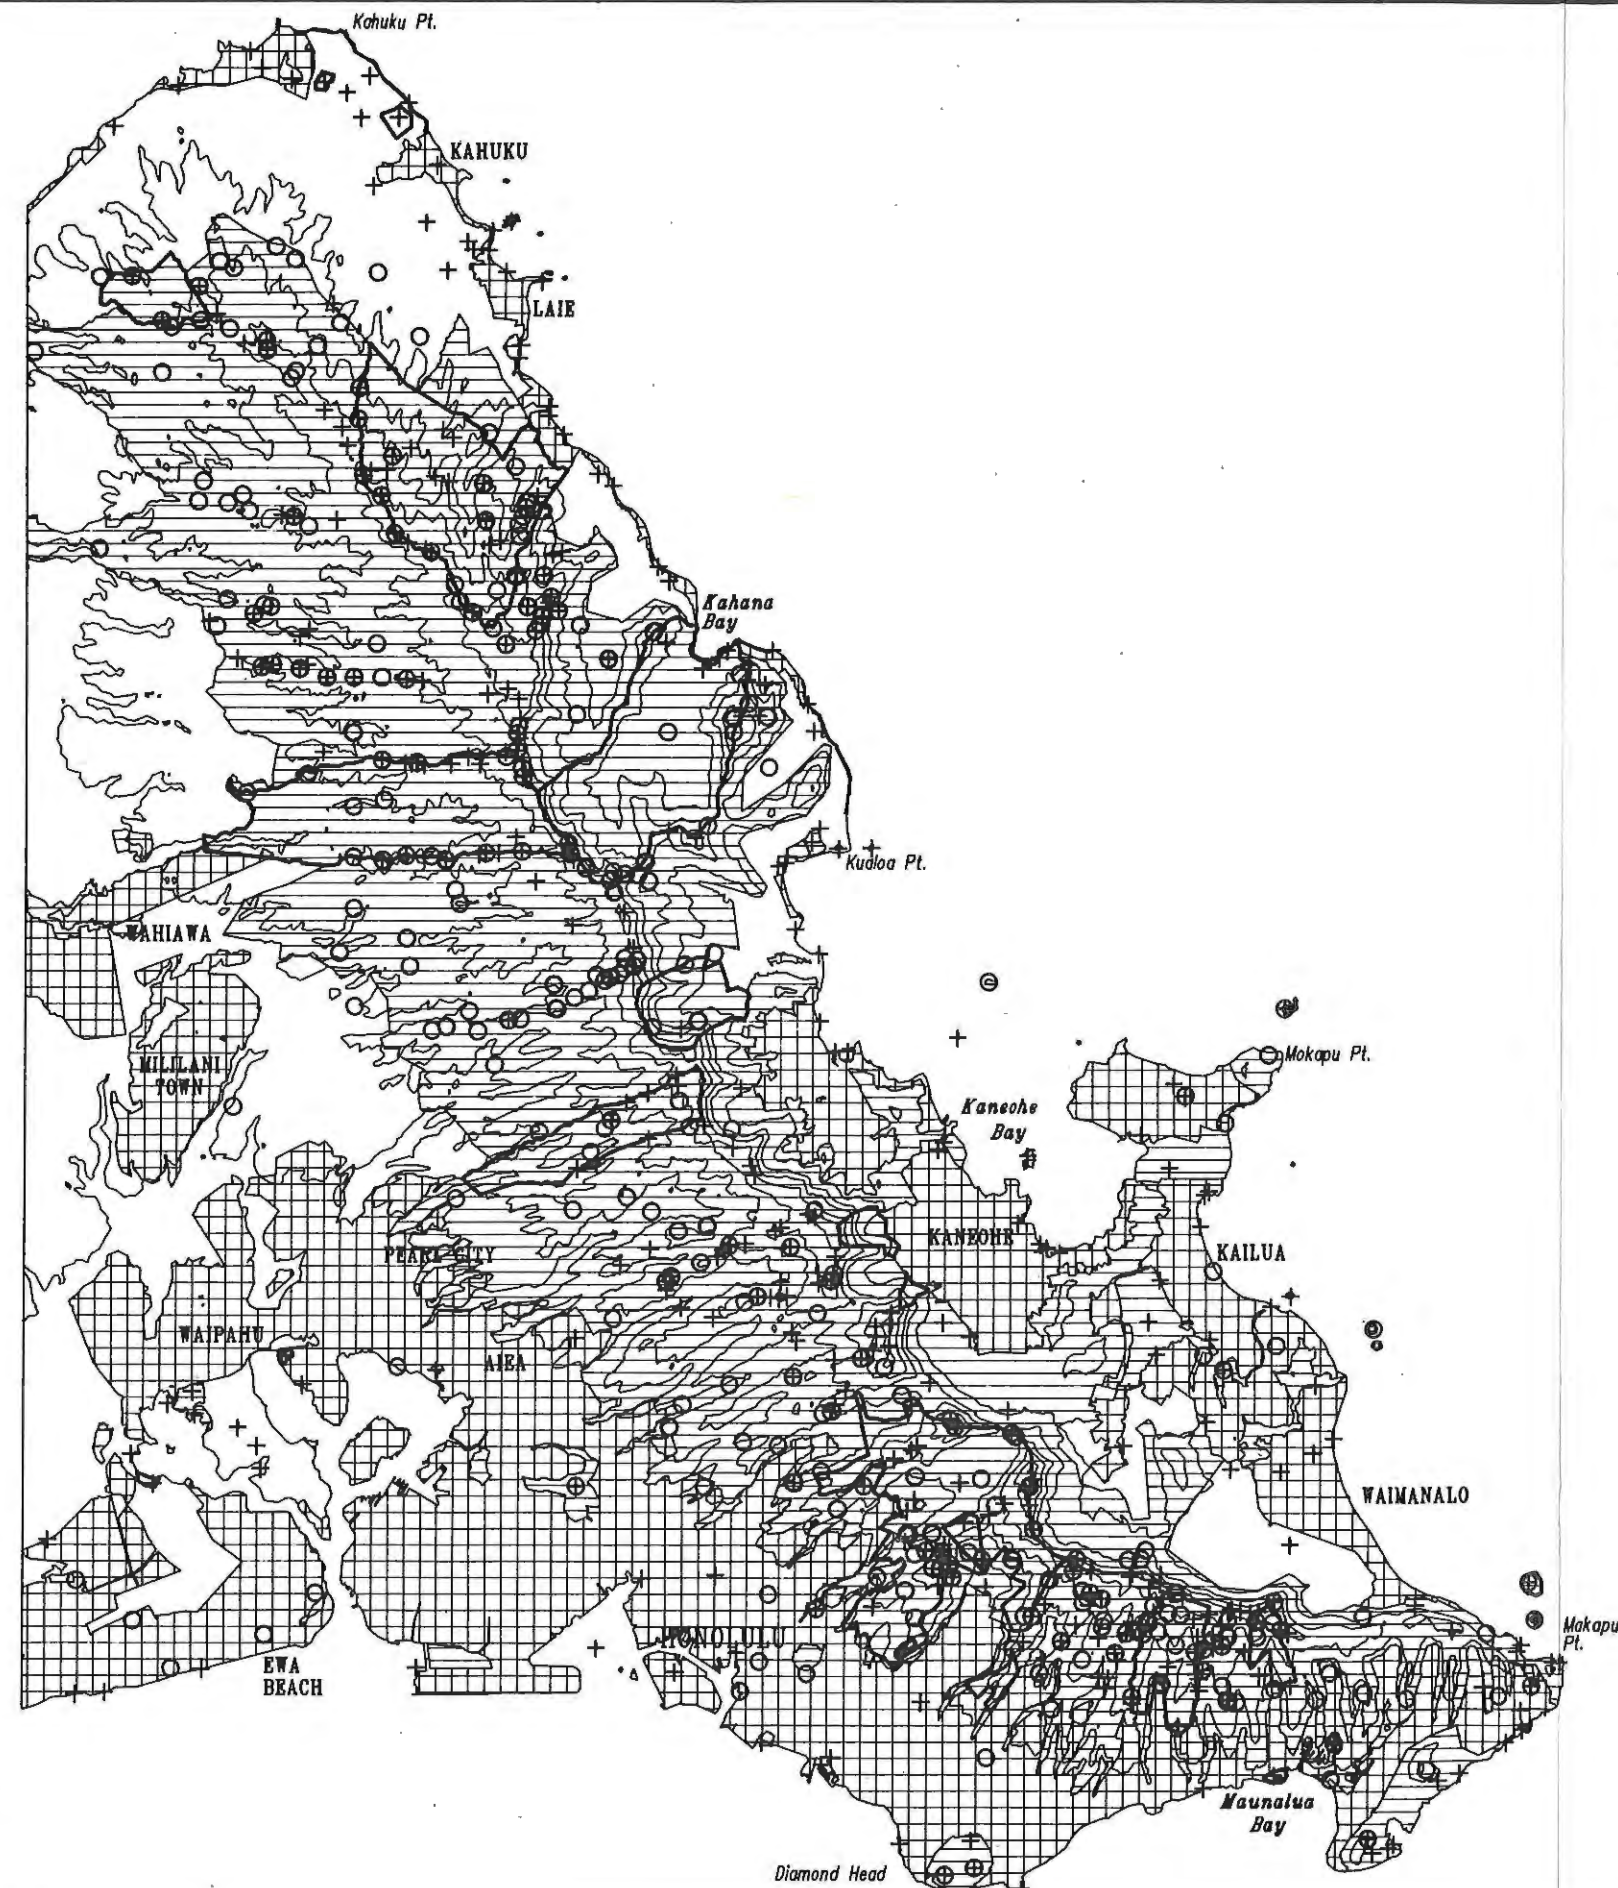 Kahuku Pt.
KAHUKU
LAIE
Kahana
Bay
Kualoa Pt.
WAHIAWA
MILILANI
TOWN
Mokapu Pt.
Kaneohe
Bay
KANEOHE
KAILUA
PEARL CITY
WAIPAHU
AIEA
WAIMANALO
HONOLULU
Makapu
Pt.
EWA
BEACH
Maunalua
Bay
Diamond Head